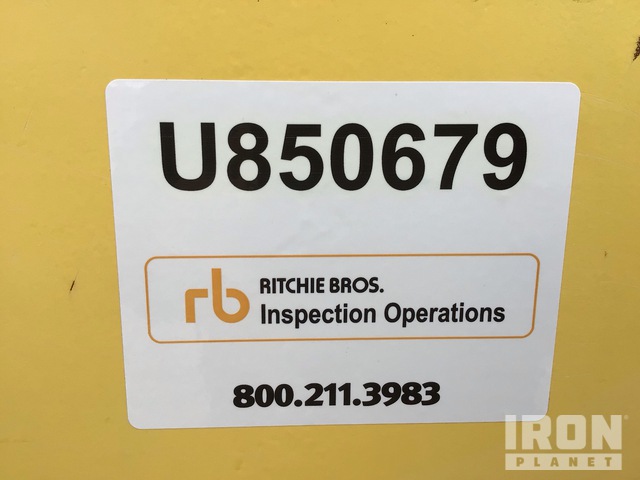 U850679
rb RITCHIE BROS.
Inspection Operations
800.211.3983
IRON
PLANET